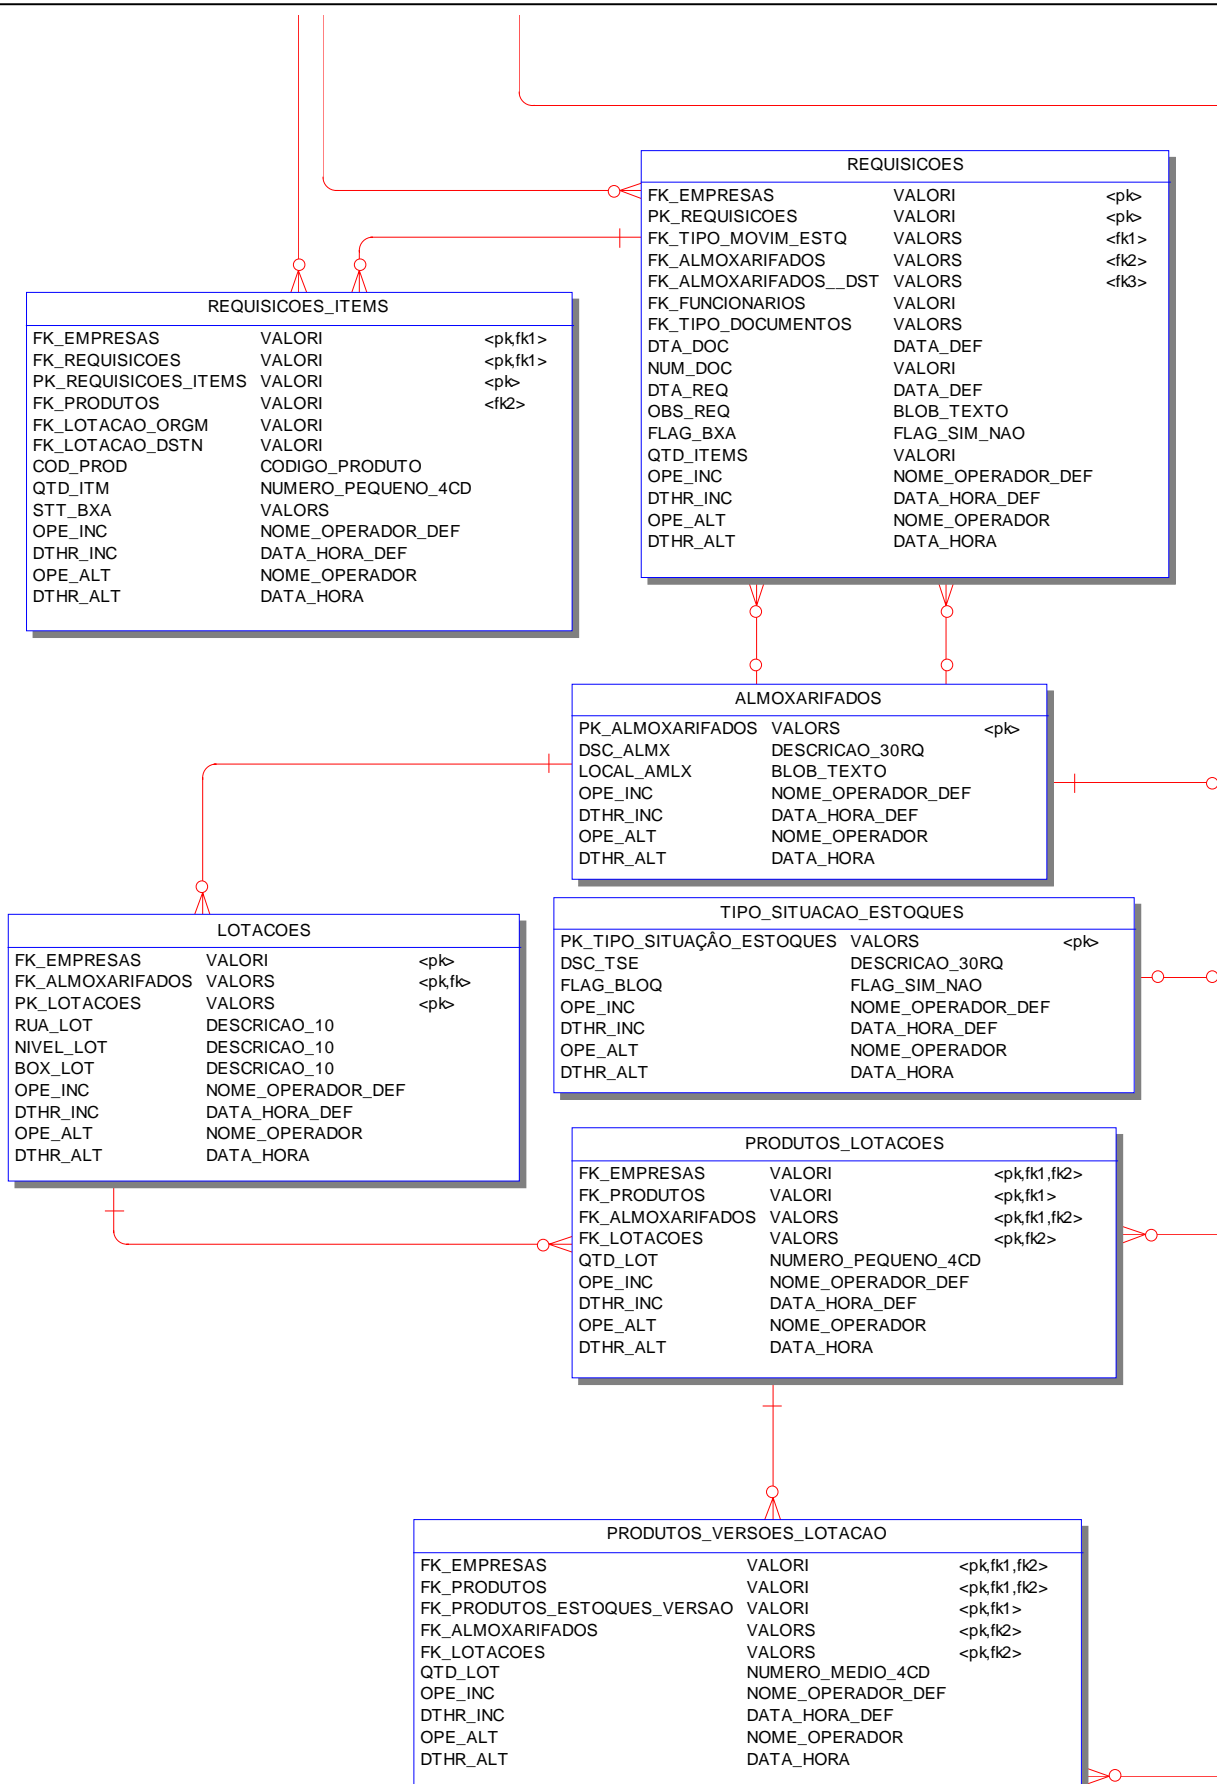 REQUISICOES
FK_EMPRESAS VALORI <pk>
PK_REQUISICOES VALORI <pk>
FK_TIPO_MOVIM_ESTQ VALORS <fk1>
FK_ALMOXARIFADOS VALORS <fk2>
FK_ALMOXARIFADOS__DST VALORS <fk3>
FK_FUNCIONARIOS VALORI
FK_TIPO_DOCUMENTOS VALORS
DTA_DOC DATA_DEF
NUM_DOC VALORI
DTA_REQ DATA_DEF
OBS_REQ BLOB_TEXTO
FLAG_BXA FLAG_SIM_NAO
QTD_ITEMS VALORI
OPE_INC NOME_OPERADOR_DEF
DTHR_INC DATA_HORA_DEF
OPE_ALT NOME_OPERADOR
DTHR_ALT DATA_HORA
REQUISICOES_ITEMS
FK_EMPRESAS VALORI <pk,fk1>
FK_REQUISICOES VALORI <pk,fk1>
PK_REQUISICOES_ITEMS VALORI <pk>
FK_PRODUTOS VALORI <fk2>
FK_LOTACAO_ORGM VALORI
FK_LOTACAO_DSTN VALORI
COD_PROD CODIGO_PRODUTO
QTD_ITM NUMERO_PEQUENO_4CD
STT_BXA VALORS
OPE_INC NOME_OPERADOR_DEF
DTHR_INC DATA_HORA_DEF
OPE_ALT NOME_OPERADOR
DTHR_ALT DATA_HORA
ALMOXARIFADOS
PK_ALMOXARIFADOS VALORS <pk>
DSC_ALMX DESCRICAO_30RQ
LOCAL_AMLX BLOB_TEXTO
OPE_INC NOME_OPERADOR_DEF
DTHR_INC DATA_HORA_DEF
OPE_ALT NOME_OPERADOR
DTHR_ALT DATA_HORA
TIPO_SITUACAO_ESTOQUES
PK_TIPO_SITUAÇÂO_ESTOQUES VALORS <pk>
DSC_TSE DESCRICAO_30RQ
FLAG_BLOQ FLAG_SIM_NAO
OPE_INC NOME_OPERADOR_DEF
DTHR_INC DATA_HORA_DEF
OPE_ALT NOME_OPERADOR
DTHR_ALT DATA_HORA
LOTACOES
FK_EMPRESAS VALORI <pk>
FK_ALMOXARIFADOS VALORS <pk,fk>
PK_LOTACOES VALORS <pk>
RUA_LOT DESCRICAO_10
NIVEL_LOT DESCRICAO_10
BOX_LOT DESCRICAO_10
OPE_INC NOME_OPERADOR_DEF
DTHR_INC DATA_HORA_DEF
OPE_ALT NOME_OPERADOR
DTHR_ALT DATA_HORA
PRODUTOS_LOTACOES
FK_EMPRESAS VALORI <pk,fk1,fk2>
FK_PRODUTOS VALORI <pk,fk1>
FK_ALMOXARIFADOS VALORS <pk,fk1,fk2>
FK_LOTACOES VALORS <pk,fk2>
QTD_LOT NUMERO_PEQUENO_4CD
OPE_INC NOME_OPERADOR_DEF
DTHR_INC DATA_HORA_DEF
OPE_ALT NOME_OPERADOR
DTHR_ALT DATA_HORA
PRODUTOS_VERSOES_LOTACAO
FK_EMPRESAS VALORI <pk,fk1,fk2>
FK_PRODUTOS VALORI <pk,fk1,fk2>
FK_PRODUTOS_ESTOQUES_VERSAO VALORI <pk,fk1>
FK_ALMOXARIFADOS VALORS <pk,fk2>
FK_LOTACOES VALORS <pk,fk2>
QTD_LOT NUMERO_MEDIO_4CD
OPE_INC NOME_OPERADOR_DEF
DTHR_INC DATA_HORA_DEF
OPE_ALT NOME_OPERADOR
DTHR_ALT DATA_HORA